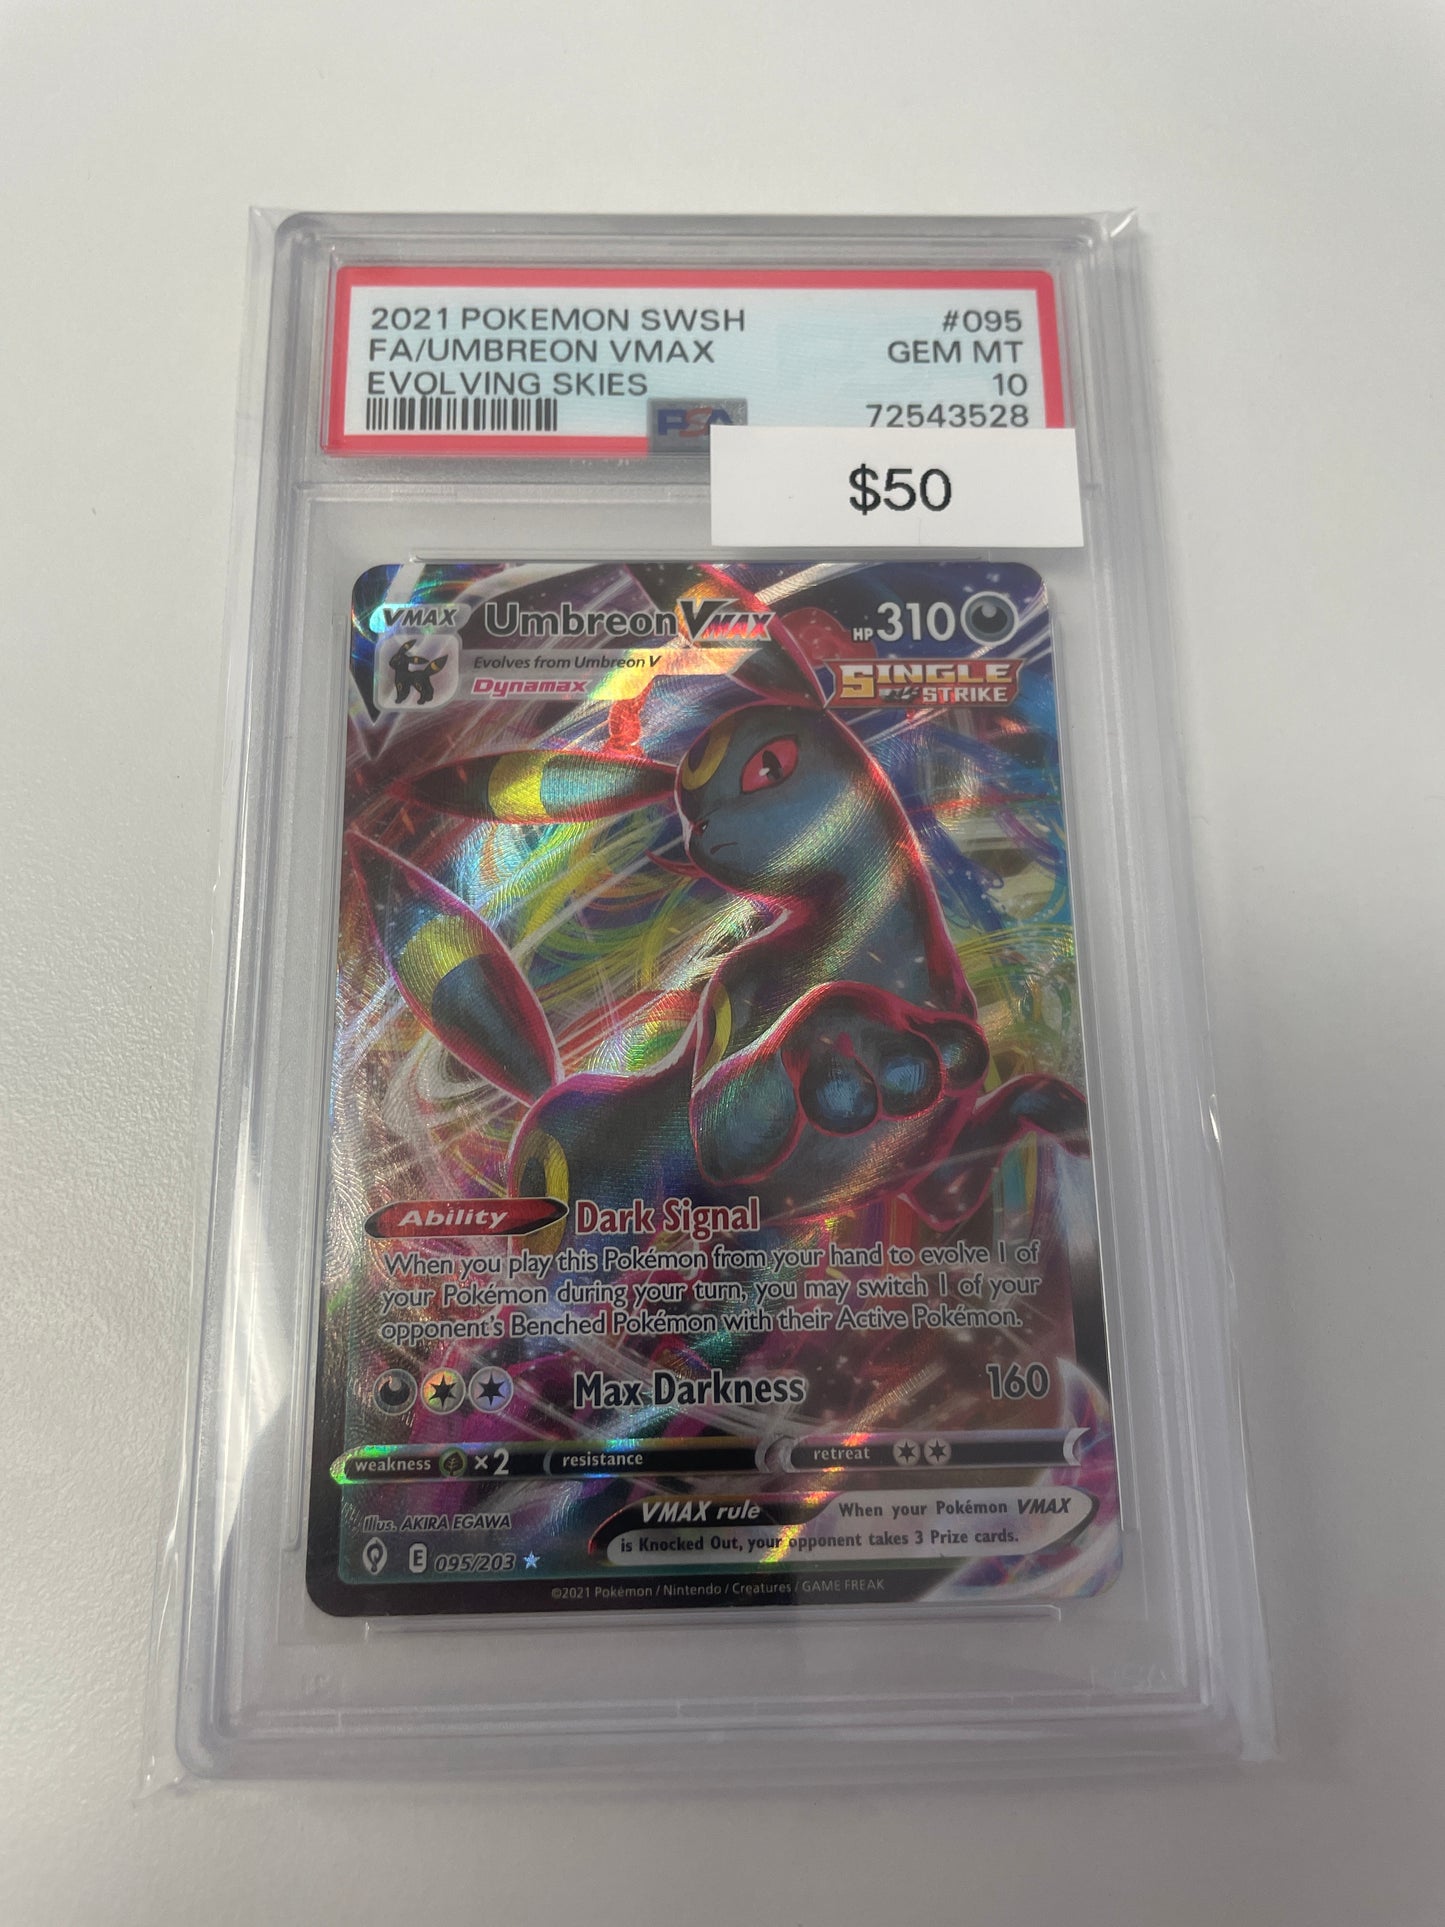 2021 POKEMON SWSH #095
FA/UMBREON VMAX GEM MT
EVOLVING SKIES 10
PSA 72543528
$50
VMAX Umbreon VMAX HP 310
Evolves from Umbreon V
Dynamax
SINGLE STRIKE
Ability Dark Signal
When you play this Pokémon from your hand to evolve 1 of
your Pokémon during your turn, you may switch 1 of your
opponent's Benched Pokémon with their Active Pokémon.
Max Darkness 160
weakness ×2 resistance retreat
VMAX rule When your Pokémon VMAX
is Knocked Out, your opponent takes 3 Prize cards.
Illus. AKIRA EGAWA
E 095/203
©2021 Pokémon / Nintendo / Creatures / GAME FREAK